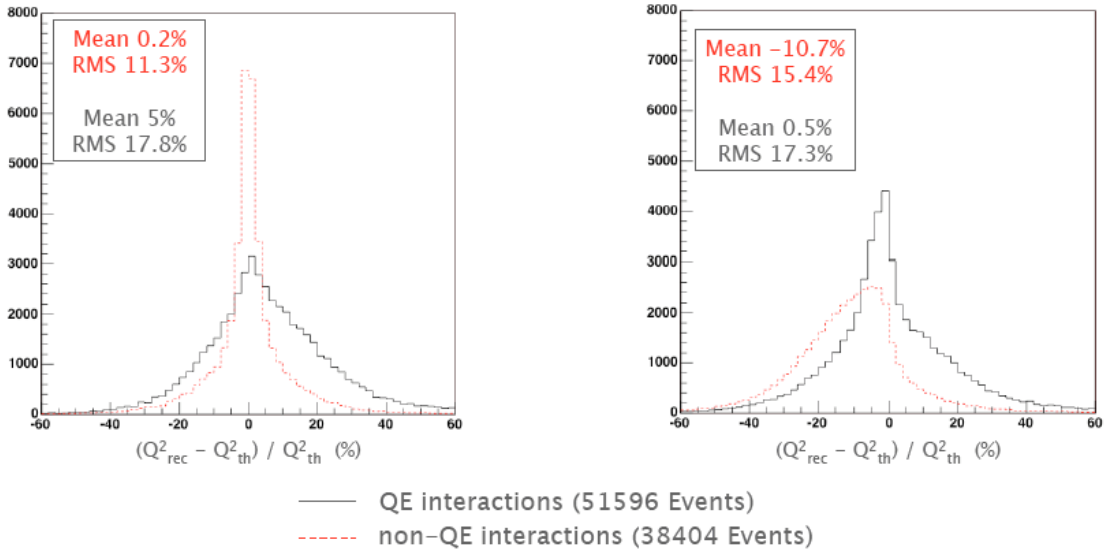 8000
7000
6000
5000
4000
3000
2000
1000
0
-60
-40
-20
0
20
40
60
Mean 0.2%
RMS 11.3%
Mean 5%
RMS 17.8%
(Q²rec – Q²th) / Q²th (%)
8000
7000
6000
5000
4000
3000
2000
1000
0
-60
-40
-20
0
20
40
60
Mean –10.7%
RMS 15.4%
Mean 0.5%
RMS 17.3%
(Q²rec – Q²th) / Q²th (%)
QE interactions (51596 Events)
non–QE interactions (38404 Events)